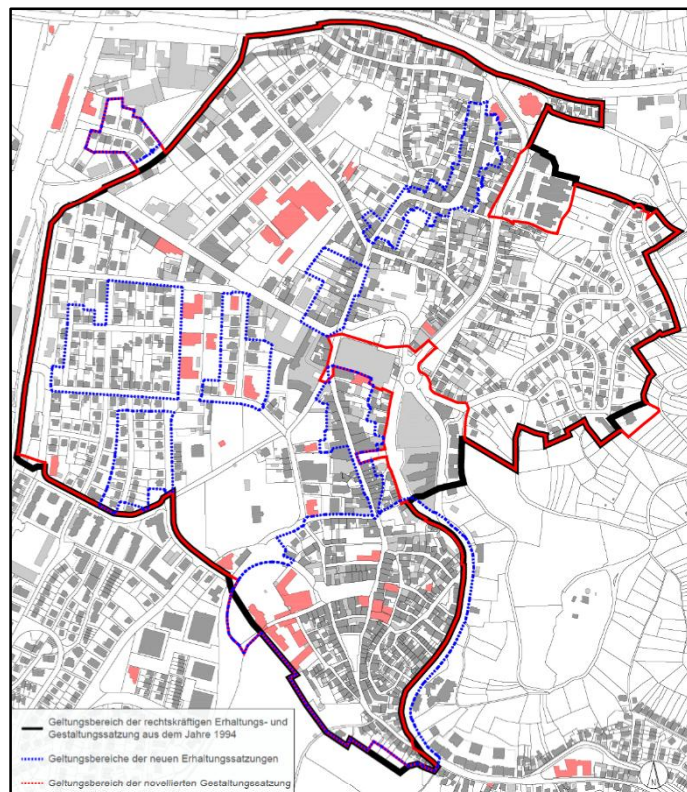 Geltungsbereich der rechtskräftigen Erhaltungs- und
Gestaltungssatzung aus dem Jahre 1994
Geltungsbereiche der neuen Erhaltungssatzungen
Geltungsbereich der novellierten Gestaltungssatzung
N